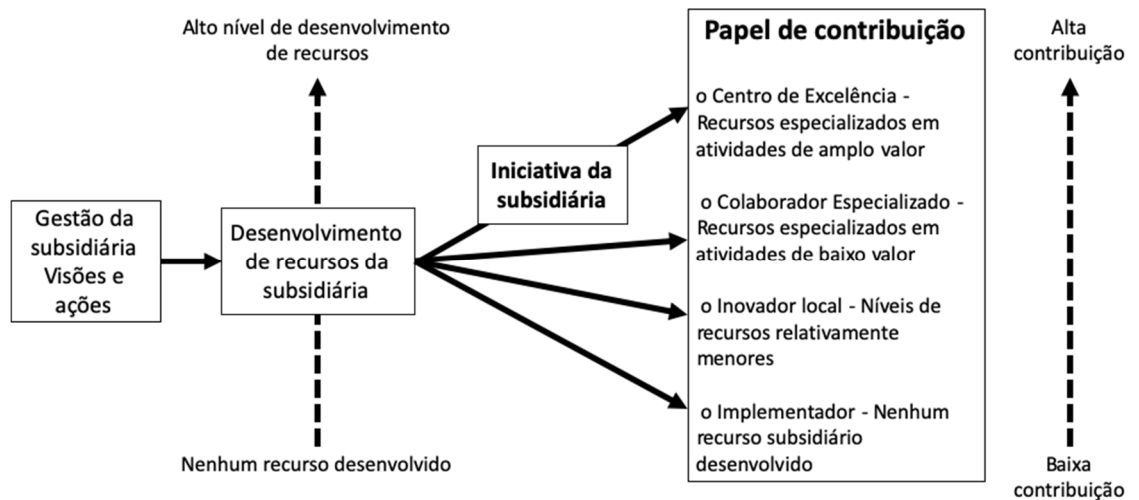 Alto nível de desenvolvimento
de recursos
Papel de contribuição
Alta
contribuição
o Centro de Excelência -
Recursos especializados em
atividades de amplo valor
Iniciativa da
subsidiária
o Colaborador Especializado -
Recursos especializados em
atividades de baixo valor
Gestão da
subsidiária
Visões e
ações
Desenvolvimento
de recursos da
subsidiária
o Inovador local - Níveis de
recursos relativamente
menores
o Implementador - Nenhum
recurso subsidiário
desenvolvido
Nenhum recurso desenvolvido
Baixa
contribuição